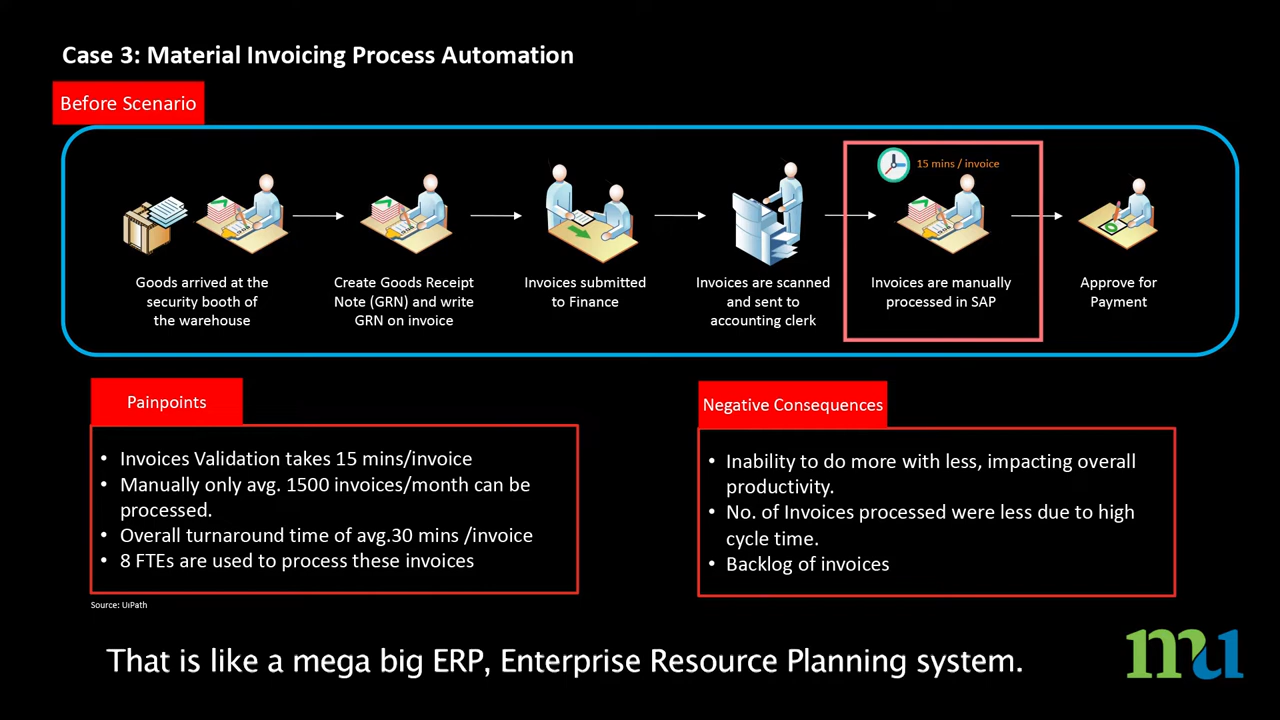 Case 3: Material Invoicing Process Automation
Before Scenario
15 mins / invoice
Goods arrived at the
security booth of
the warehouse
Create Goods Receipt
Note (GRN) and write
GRN on invoice
Invoices submitted
to Finance
Invoices are scanned
and sent to
accounting clerk
Invoices are manually
processed in SAP
Approve for
Payment
Painpoints
• Invoices Validation takes 15 mins/invoice
• Manually only avg. 1500 invoices/month can be
processed.
• Overall turnaround time of avg.30 mins /invoice
• 8 FTEs are used to process these invoices
Negative Consequences
• Inability to do more with less, impacting overall
productivity.
• No. of Invoices processed were less due to high
cycle time.
• Backlog of invoices
Source: UiPath
That is like a mega big ERP, Enterprise Resource Planning system.
mu